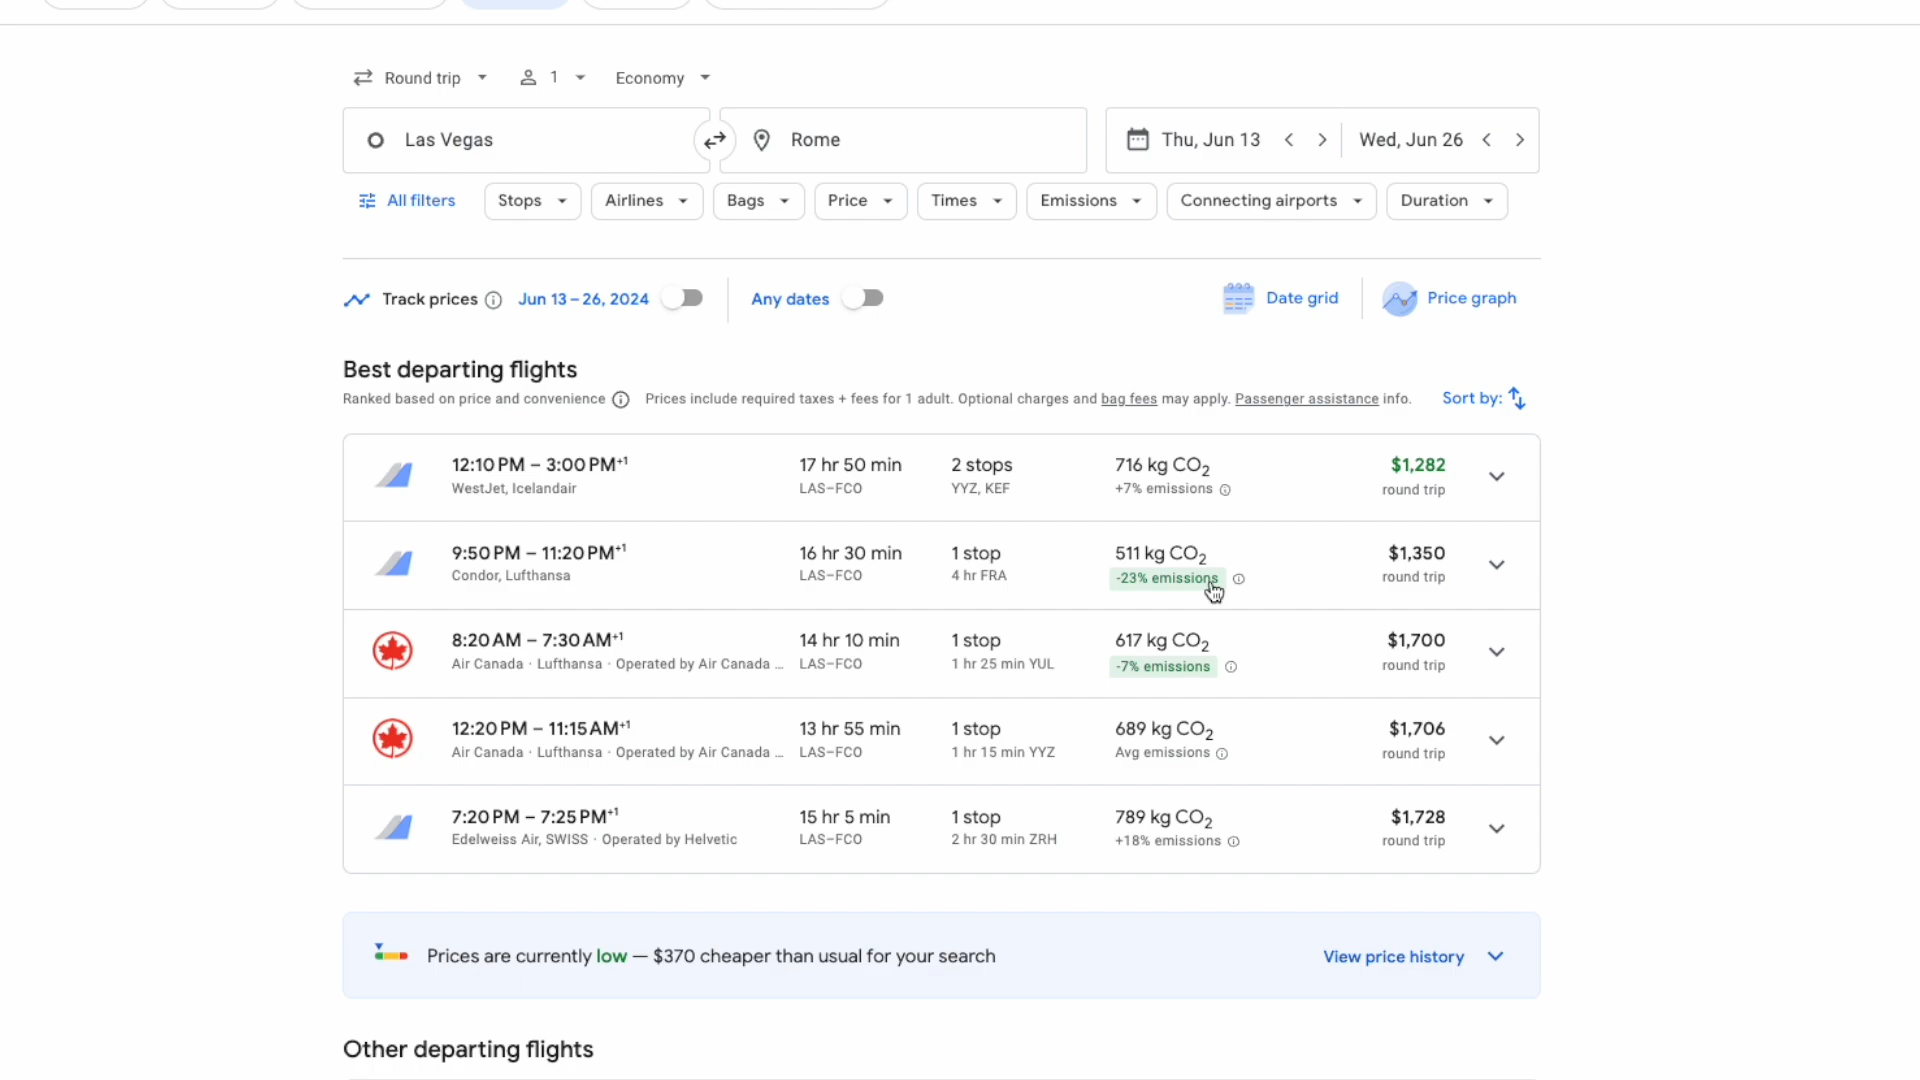 Round trip 1 Economy
Las Vegas Rome Thu, Jun 13 Wed, Jun 26
All filters Stops Airlines Bags Price Times Emissions Connecting airports Duration
Track prices Jun 13 – 26, 2024 Any dates Date grid Price graph
Best departing flights
Ranked based on price and convenience Prices include required taxes + fees for 1 adult. Optional charges and bag fees may apply. Passenger assistance info. Sort by:
12:10 PM – 3:00 PM+1 17 hr 50 min 2 stops 716 kg CO2 $1,282
WestJet, Icelandair LAS–FCO YYZ, KEF +7% emissions round trip
9:50 PM – 11:20 PM+1 16 hr 30 min 1 stop 511 kg CO2 $1,350
Condor, Lufthansa LAS–FCO 4 hr FRA -23% emissions round trip
8:20 AM – 7:30 AM+1 14 hr 10 min 1 stop 617 kg CO2 $1,700
Air Canada · Lufthansa · Operated by Air Canada ... LAS–FCO 1 hr 25 min YUL -7% emissions round trip
12:20 PM – 11:15 AM+1 13 hr 55 min 1 stop 689 kg CO2 $1,706
Air Canada · Lufthansa · Operated by Air Canada ... LAS–FCO 1 hr 15 min YYZ Avg emissions round trip
7:20 PM – 7:25 PM+1 15 hr 5 min 1 stop 789 kg CO2 $1,728
Edelweiss Air, SWISS · Operated by Helvetic LAS–FCO 2 hr 30 min ZRH +18% emissions round trip
Prices are currently low — $370 cheaper than usual for your search View price history
Other departing flights